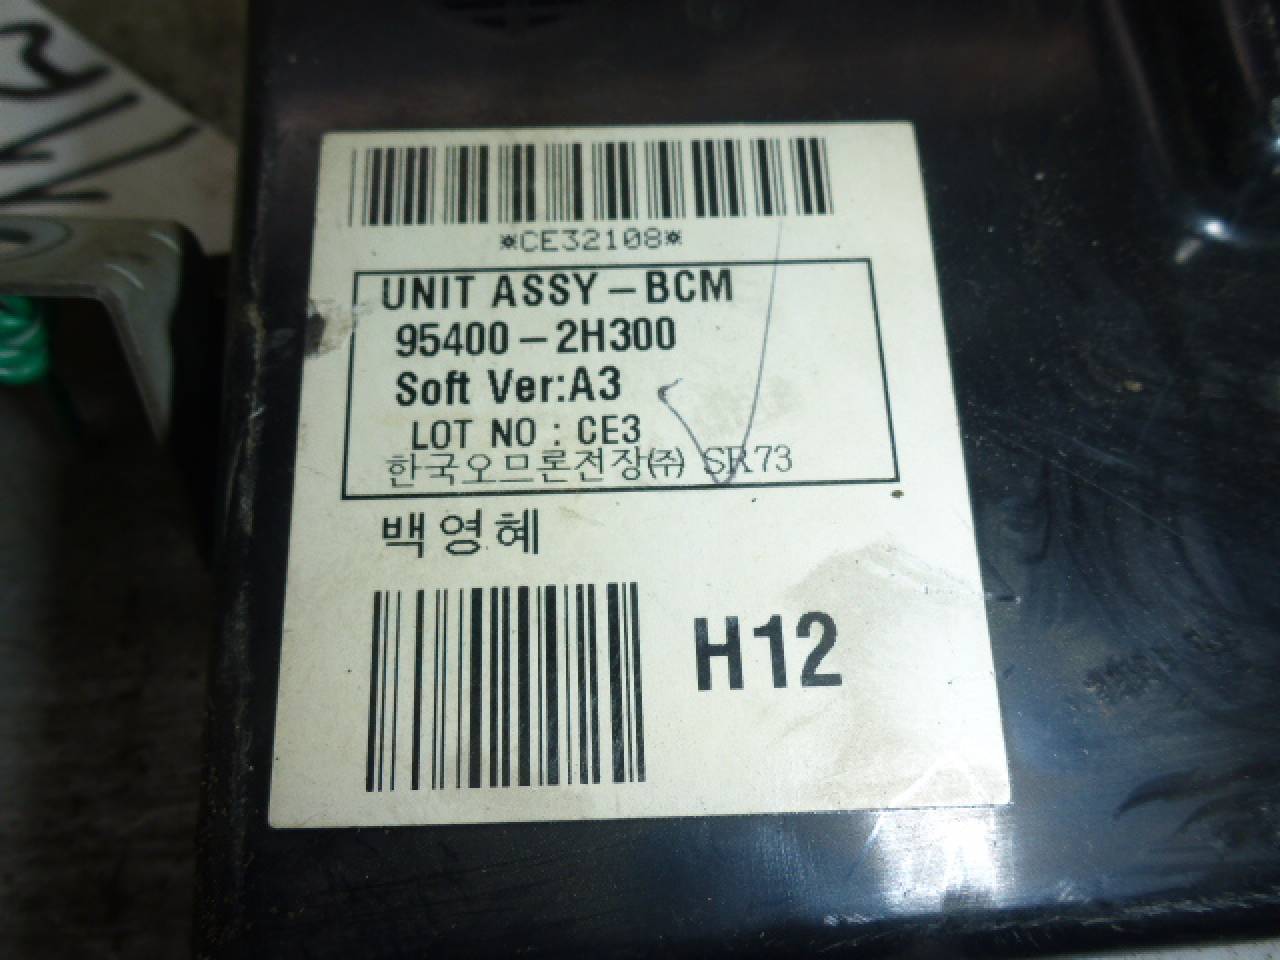 *CE32108*
UNIT ASSY-BCM
95400-2H300
Soft Ver:A3
LOT NO : CE3
한국오므론전장㈜ SR73
백영혜
H12